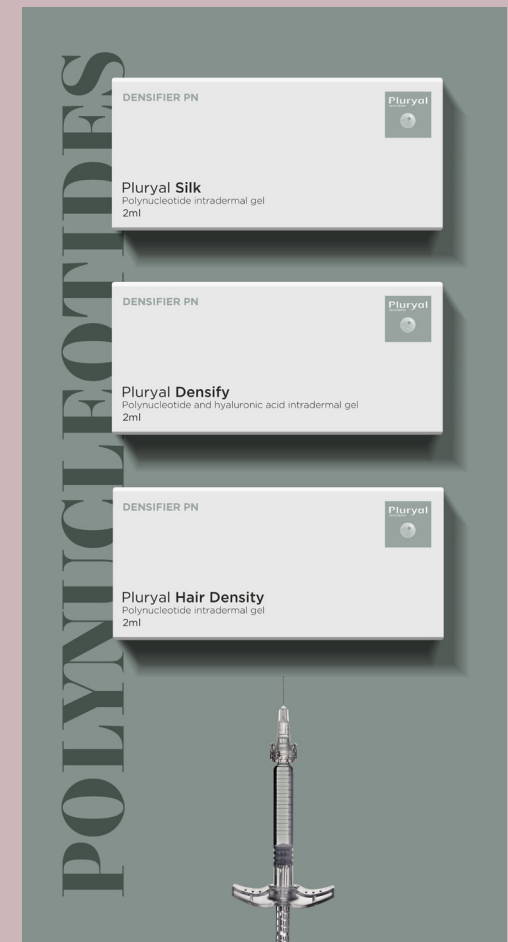 POLYNUCLEOTIDES
DENSIFIER PN
Pluryal
Pluryal Silk
Polynucleotide intradermal gel
2ml
DENSIFIER PN
Pluryal
Pluryal Densify
Polynucleotide and hyaluronic acid intradermal gel
2ml
DENSIFIER PN
Pluryal
Pluryal Hair Density
Polynucleotide intradermal gel
2ml